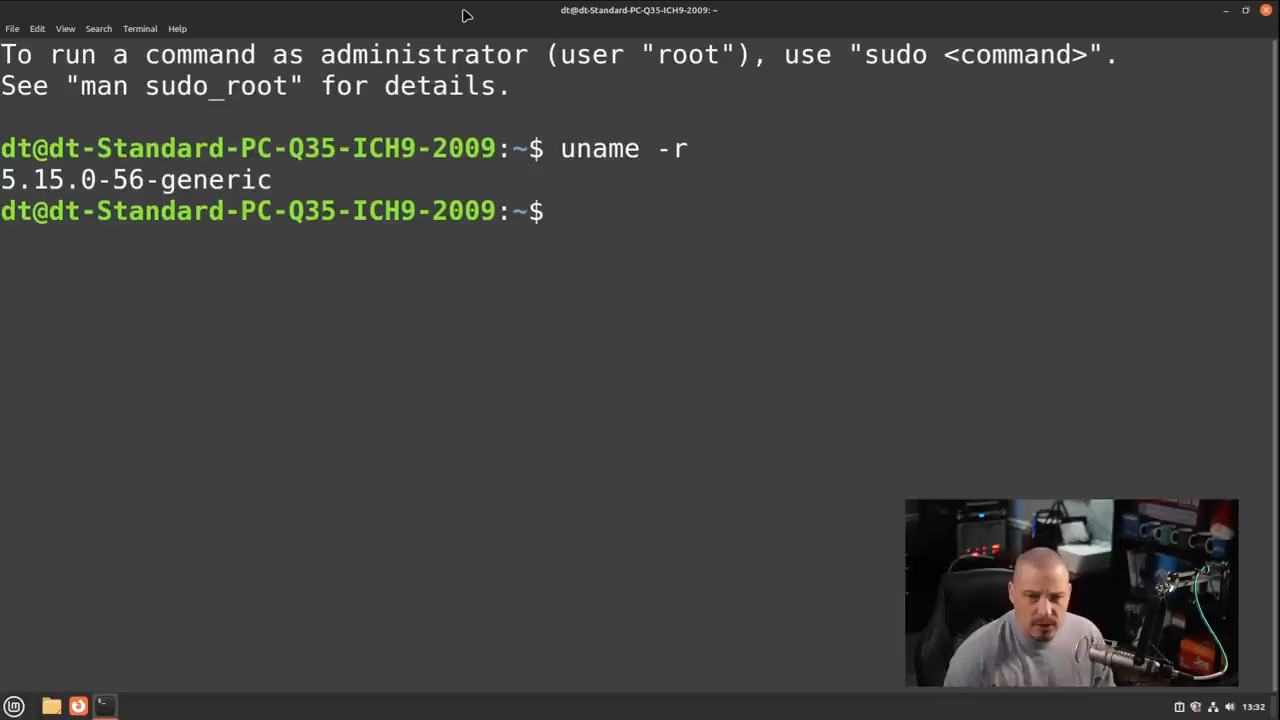 dt@dt-Standard-PC-Q35-ICH9-2009: ~
File Edit View Search Terminal Help
To run a command as administrator (user "root"), use "sudo <command>".
See "man sudo_root" for details.
dt@dt-Standard-PC-Q35-ICH9-2009:~$ uname -r
5.15.0-56-generic
dt@dt-Standard-PC-Q35-ICH9-2009:~$
13:32